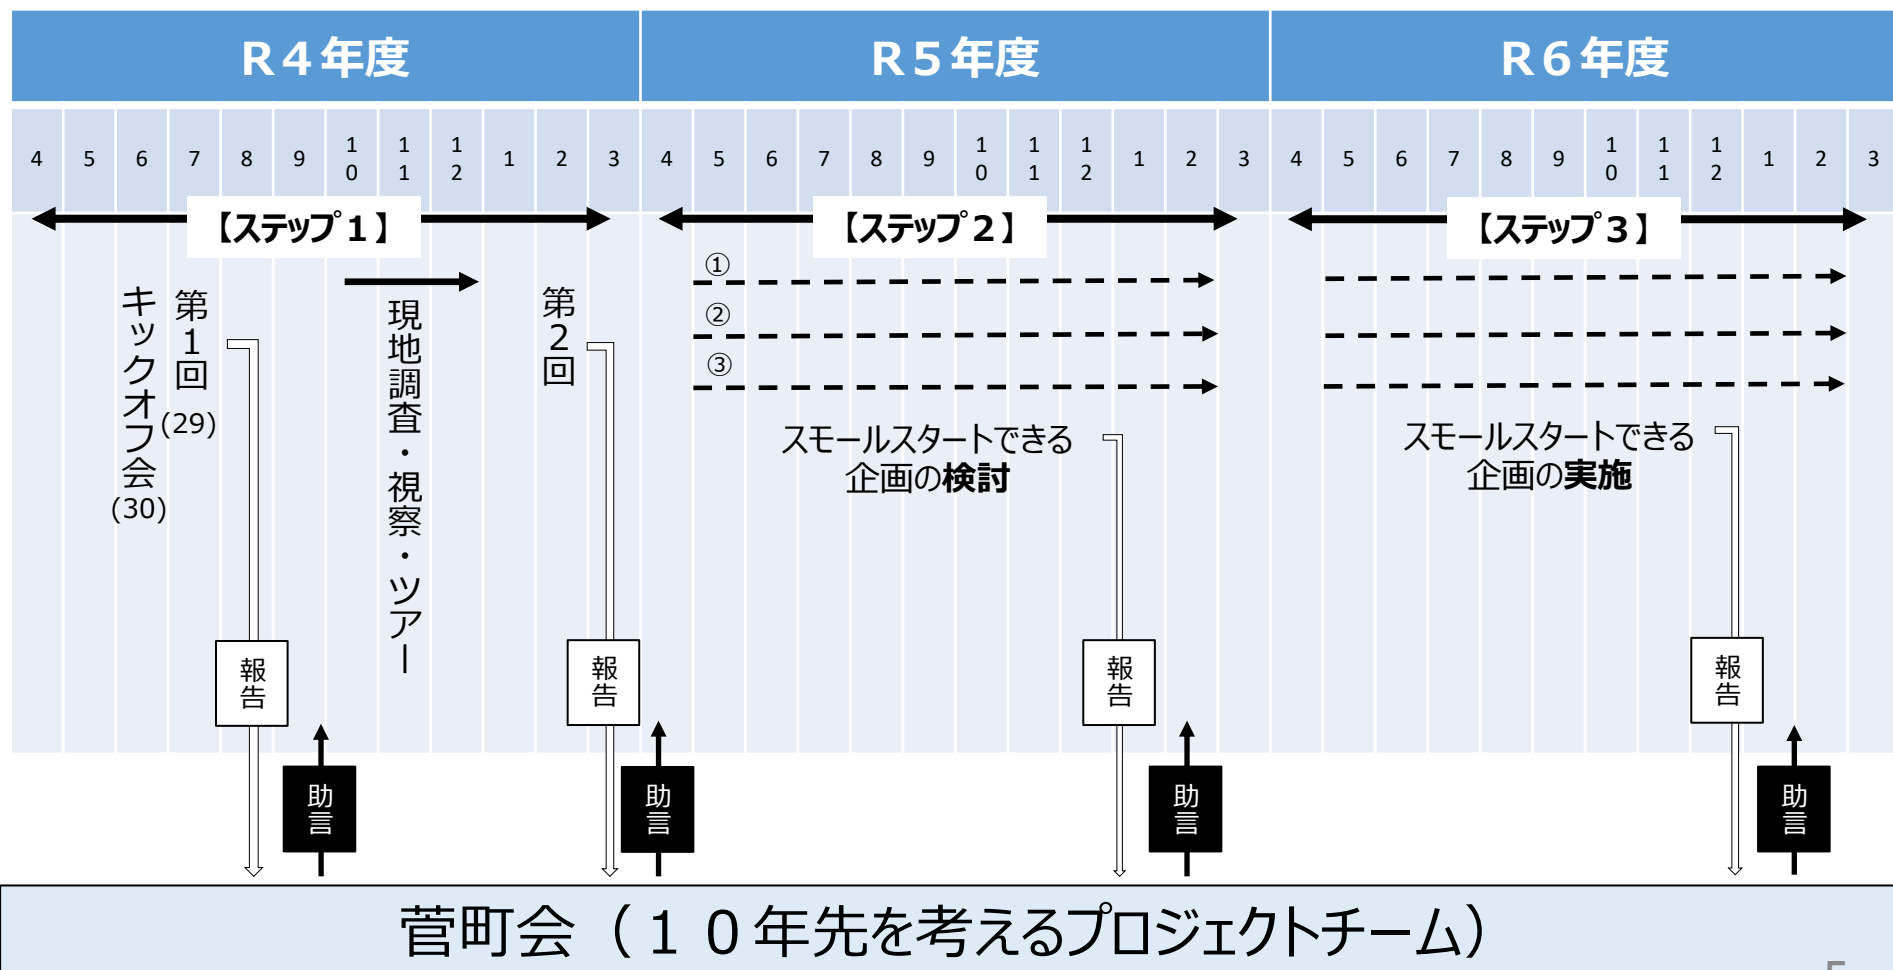 R4年度
R5年度
R6年度
4 5 6 7 8 9 10 11 12 1 2 3 4 5 6 7 8 9 10 11 12 1 2 3 4 5 6 7 8 9 10 11 12 1 2 3
【ステップ1】
【ステップ2】
【ステップ3】
キックオフ会
(30)
第1回
(29)
現地調査・視察・ツアー
第2回
①
②
③
スモールスタートできる
企画の検討
スモールスタートできる
企画の実施
報告
報告
報告
報告
助言
助言
助言
助言
菅町会（10年先を考えるプロジェクトチーム）